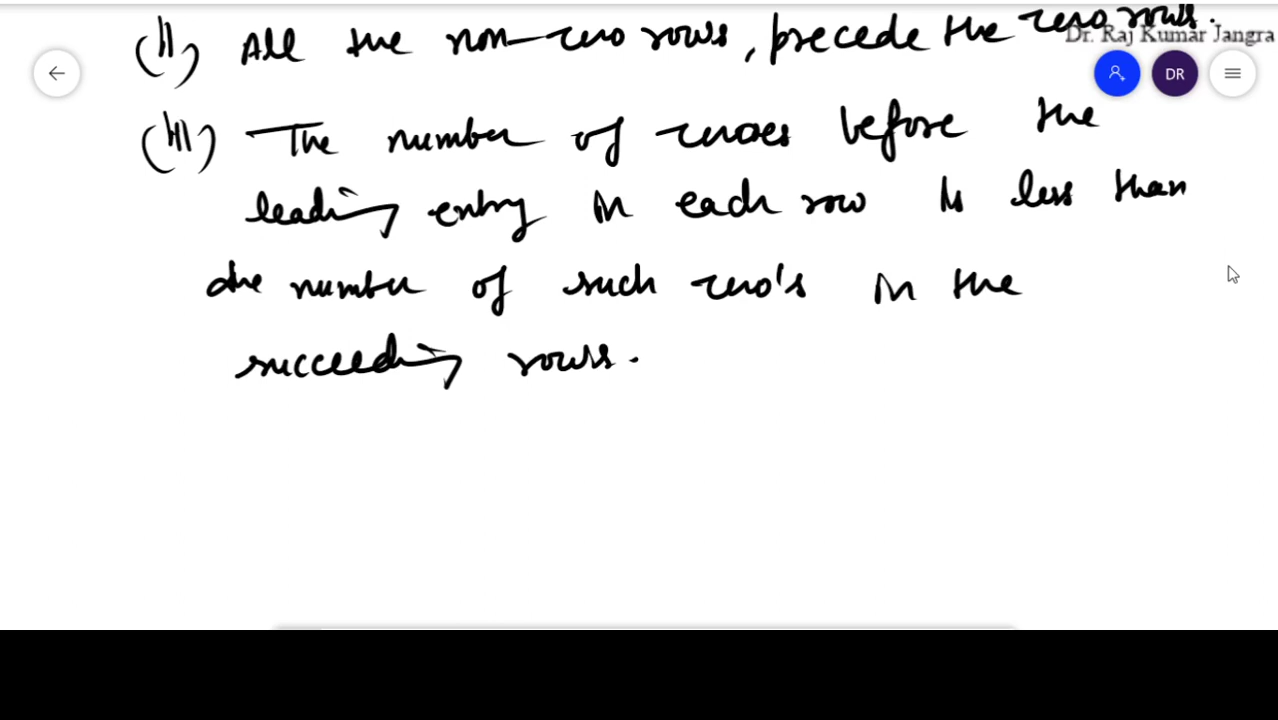 (II) All the non-zero rows, precede the zero rows.
Dr. Raj Kumar Jangra
DR
(III) The number of zeroes before the
leading entry in each row is less than
the number of such zero's in the
succeeding rows.